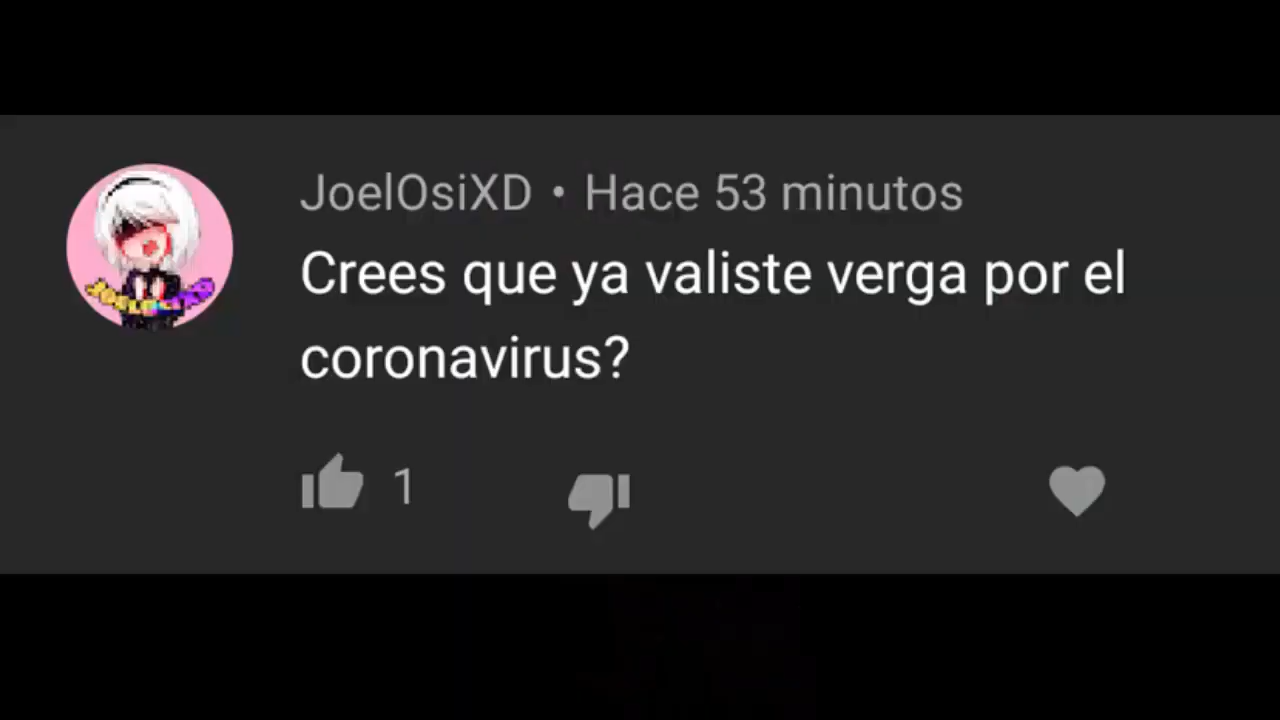 JoelOsiXD • Hace 53 minutos
Crees que ya valiste verga por el
coronavirus?
1